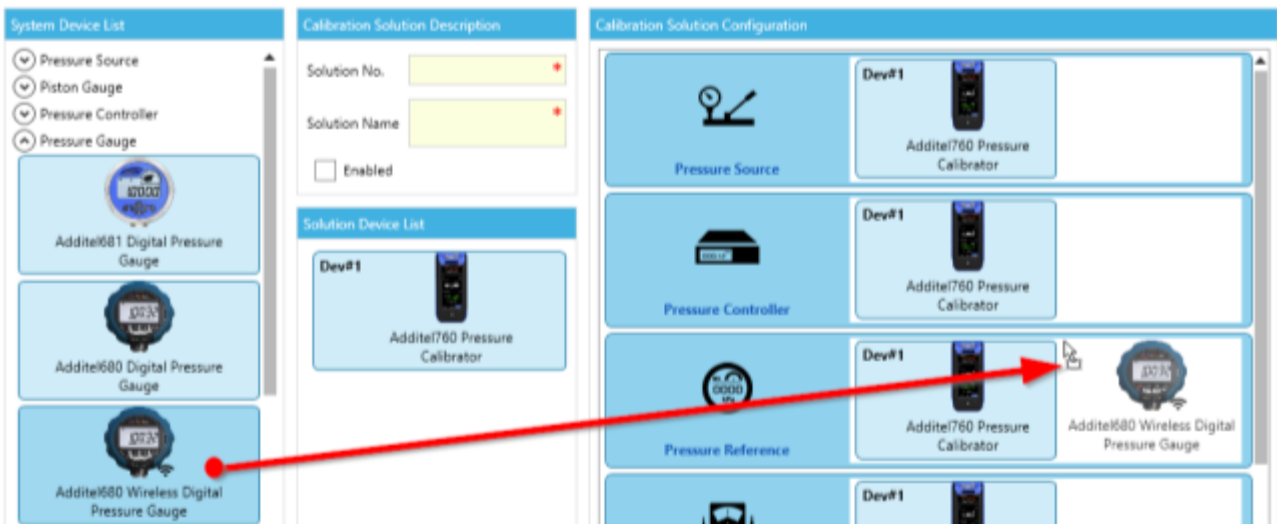 System Device List
Pressure Source
Piston Gauge
Pressure Controller
Pressure Gauge
Additel681 Digital Pressure
Gauge
Additel680 Digital Pressure
Gauge
Additel680 Wireless Digital
Pressure Gauge
Calibration Solution Description
Solution No.
*
Solution Name
*
Enabled
Solution Device List
Dev#1
Additel760 Pressure
Calibrator
Calibration Solution Configuration
Pressure Source
Dev#1
Additel760 Pressure
Calibrator
Pressure Controller
Dev#1
Additel760 Pressure
Calibrator
Pressure Reference
Dev#1
Additel760 Pressure
Calibrator
Additel680 Wireless Digital
Pressure Gauge
Dev#1